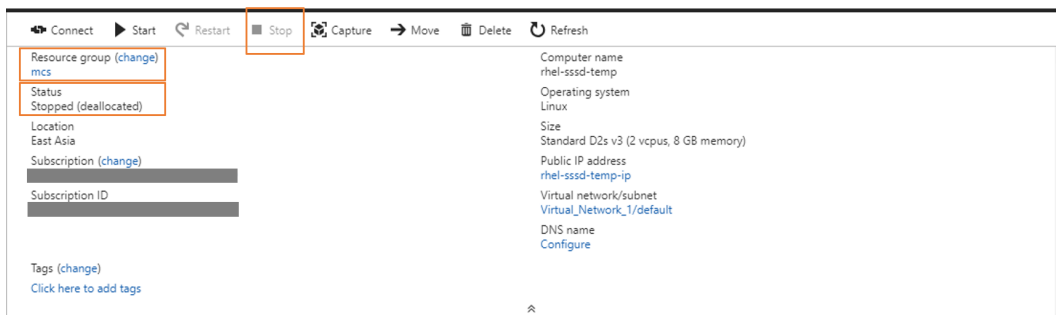 Connect Start Restart Stop Capture Move Delete Refresh
Resource group (change)
mcs
Status
Stopped (deallocated)
Location
East Asia
Subscription (change)
Subscription ID
Tags (change)
Click here to add tags
Computer name
rhel-sssd-temp
Operating system
Linux
Size
Standard D2s v3 (2 vcpus, 8 GB memory)
Public IP address
rhel-sssd-temp-ip
Virtual network/subnet
Virtual_Network_1/default
DNS name
Configure